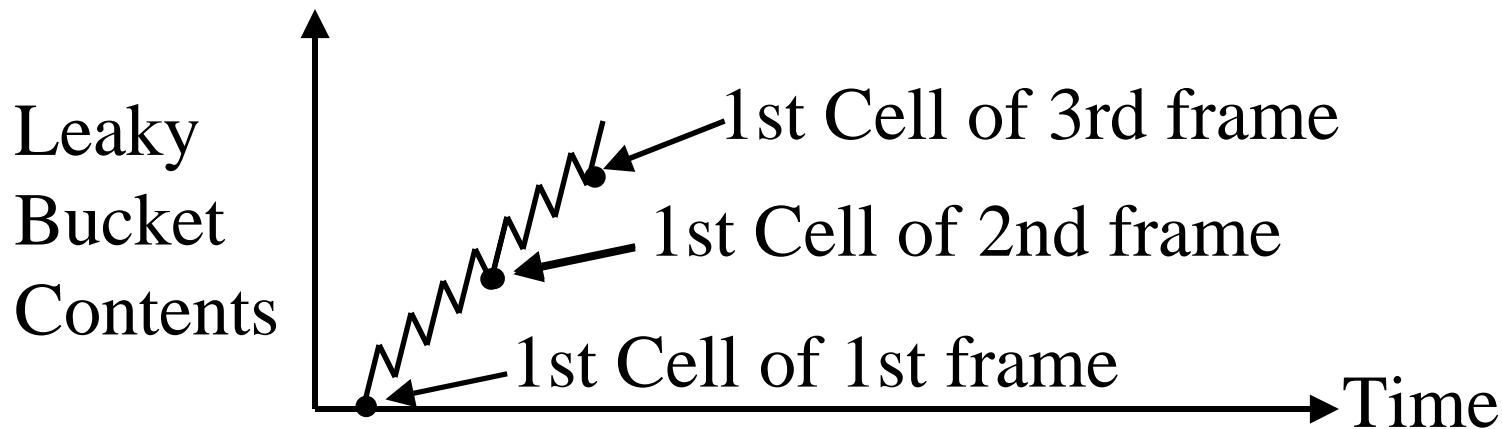 Leaky
Bucket
Contents
1st Cell of 3rd frame
1st Cell of 2nd frame
1st Cell of 1st frame
Time